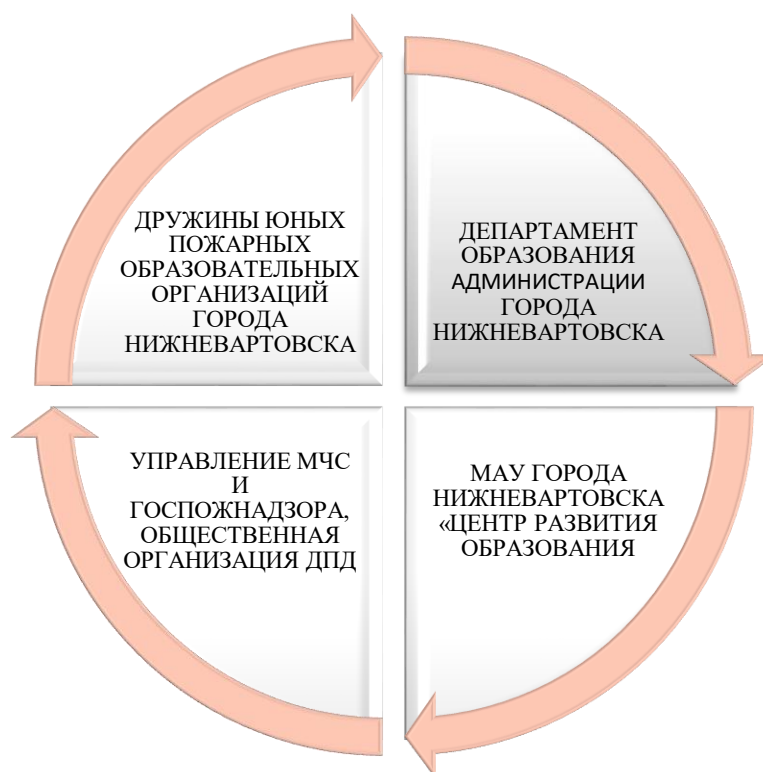 ДРУЖИНЫ ЮНЫХ
ПОЖАРНЫХ
ОБРАЗОВАТЕЛЬНЫХ
ОРГАНИЗАЦИЙ
ГОРОДА
НИЖНЕВАРТОВСКА
ДЕПАРТАМЕНТ
ОБРАЗОВАНИЯ
АДМИНИСТРАЦИИ
ГОРОДА
НИЖНЕВАРТОВСКА
УПРАВЛЕНИЕ МЧС
И
ГОСПОЖНАДЗОРА,
ОБЩЕСТВЕННАЯ
ОРГАНИЗАЦИЯ ДПД
МАУ ГОРОДА
НИЖНЕВАРТОВСКА
«ЦЕНТР РАЗВИТИЯ
ОБРАЗОВАНИЯ